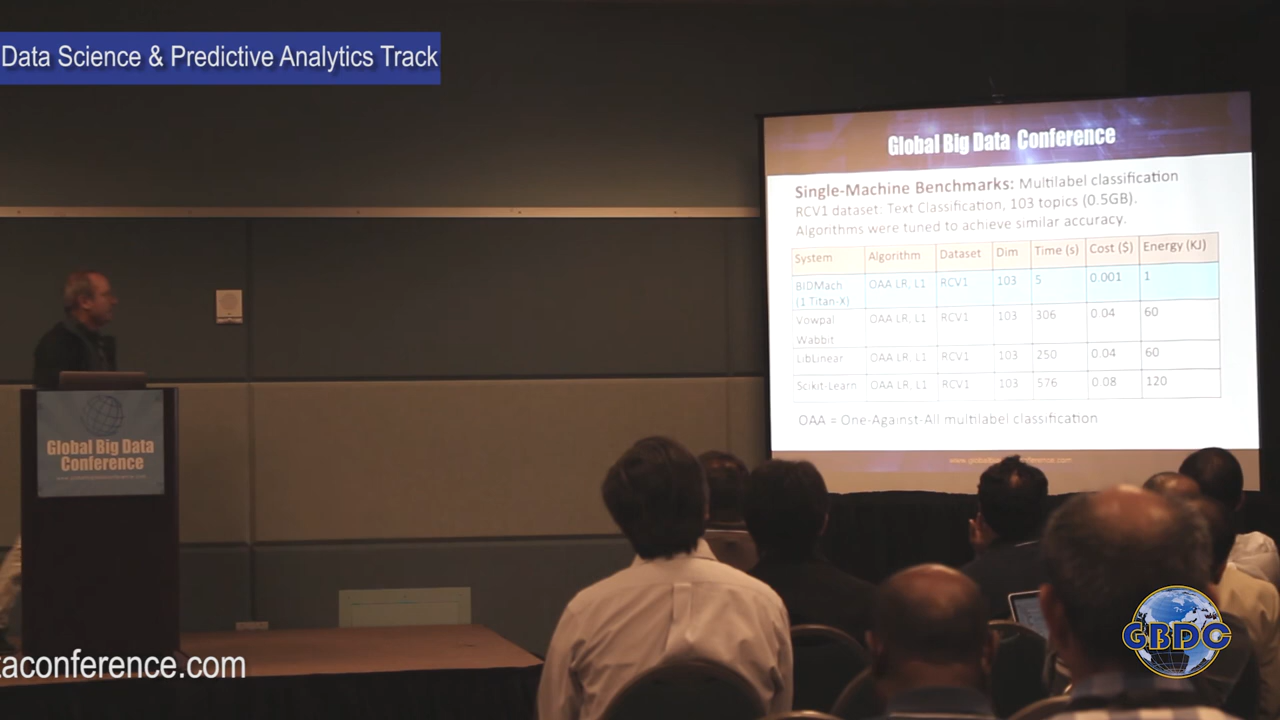 Data Science & Predictive Analytics Track
Global Big Data Conference
Single-Machine Benchmarks: Multilabel classification
RCV1 dataset: Text Classification, 103 topics (0.5GB).
Algorithms were tuned to achieve similar accuracy.
System Algorithm Dataset Dim Time (s) Cost ($) Energy (KJ)
BIDMach (1 Titan-X) OAA LR, L1 RCV1 103 5 0.001 1
Vowpal Wabbit OAA LR, L1 RCV1 103 306 0.04 60
LibLinear OAA LR, L1 RCV1 103 250 0.04 60
Scikit-Learn OAA LR, L1 RCV1 103 576 0.08 120
OAA = One-Against-All multilabel classification
Global Big Data
Conference
GBDC
taconference.com